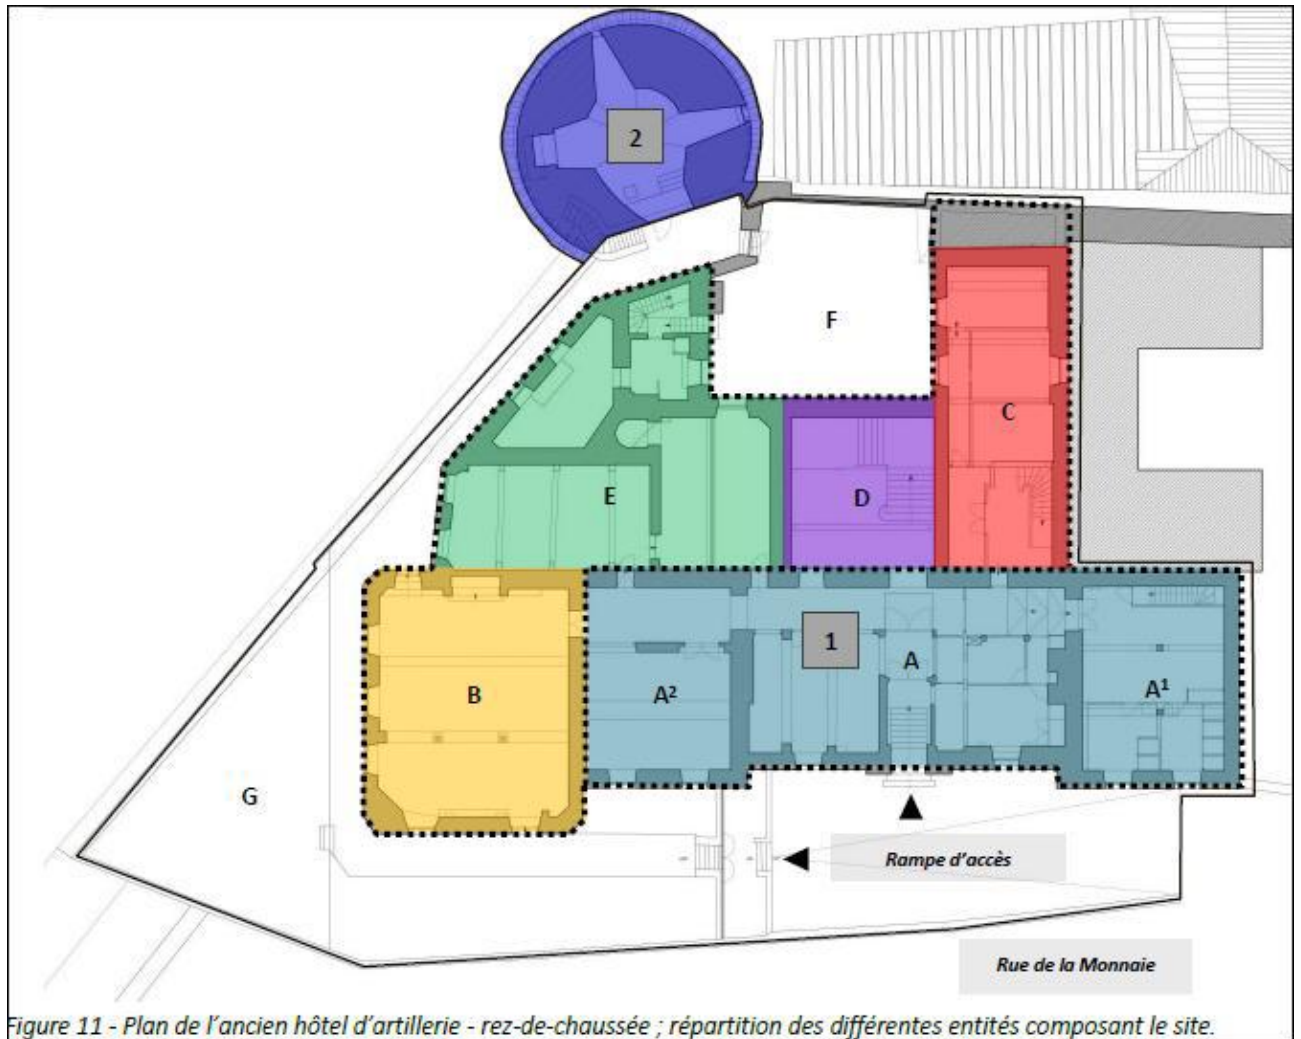 2
F
C
E
D
1
A
B
A²
A¹
G
Rampe d'accès
Rue de la Monnaie
Figure 11 - Plan de l'ancien hôtel d'artillerie - rez-de-chaussée ; répartition des différentes entités composant le site.